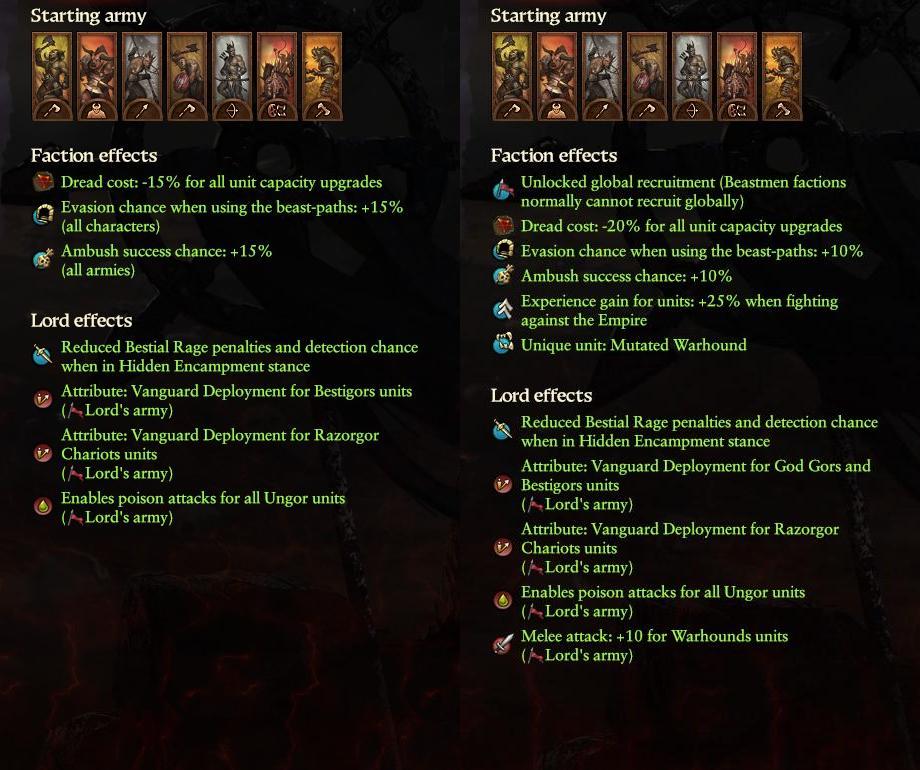 Starting army
Faction effects
Dread cost: -15% for all unit capacity upgrades
Evasion chance when using the beast-paths: +15%
(all characters)
Ambush success chance: +15%
(all armies)
Lord effects
Reduced Bestial Rage penalties and detection chance
when in Hidden Encampment stance
Attribute: Vanguard Deployment for Bestigors units
(Lord's army)
Attribute: Vanguard Deployment for Razorgor
Chariots units
(Lord's army)
Enables poison attacks for all Ungor units
(Lord's army)
Starting army
Faction effects
Unlocked global recruitment (Beastmen factions
normally cannot recruit globally)
Dread cost: -20% for all unit capacity upgrades
Evasion chance when using the beast-paths: +10%
Ambush success chance: +10%
Experience gain for units: +25% when fighting
against the Empire
Unique unit: Mutated Warhound
Lord effects
Reduced Bestial Rage penalties and detection chance
when in Hidden Encampment stance
Attribute: Vanguard Deployment for God Gors and
Bestigors units
(Lord's army)
Attribute: Vanguard Deployment for Razorgor
Chariots units
(Lord's army)
Enables poison attacks for all Ungor units
(Lord's army)
Melee attack: +10 for Warhounds units
(Lord's army)